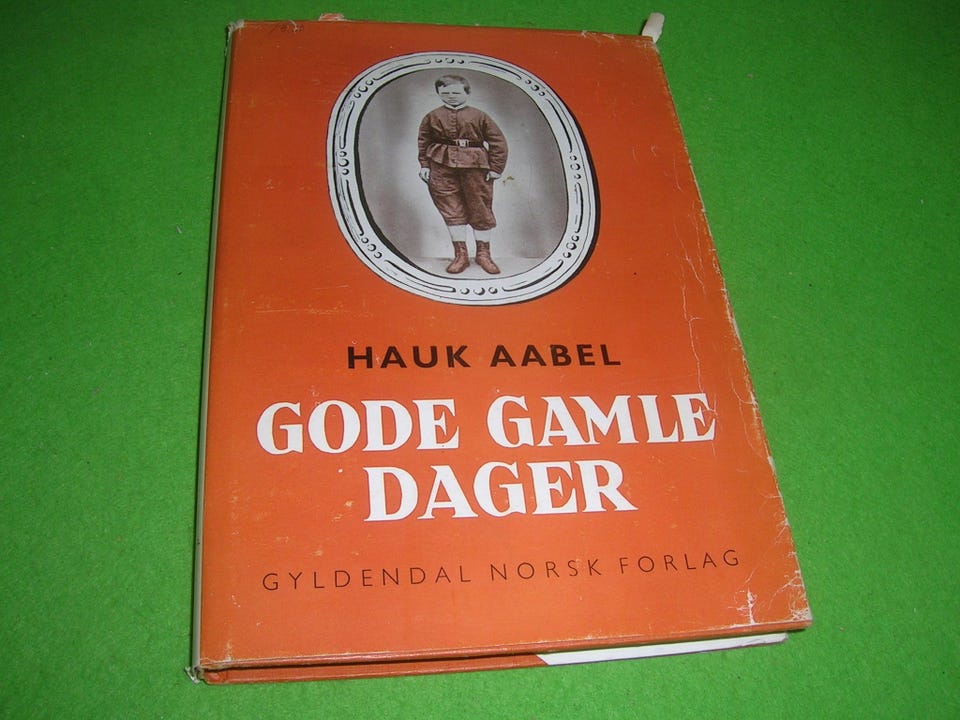 HAUK AABEL
GODE GAMLE
DAGER
GYLDENDAL NORSK FORLAG